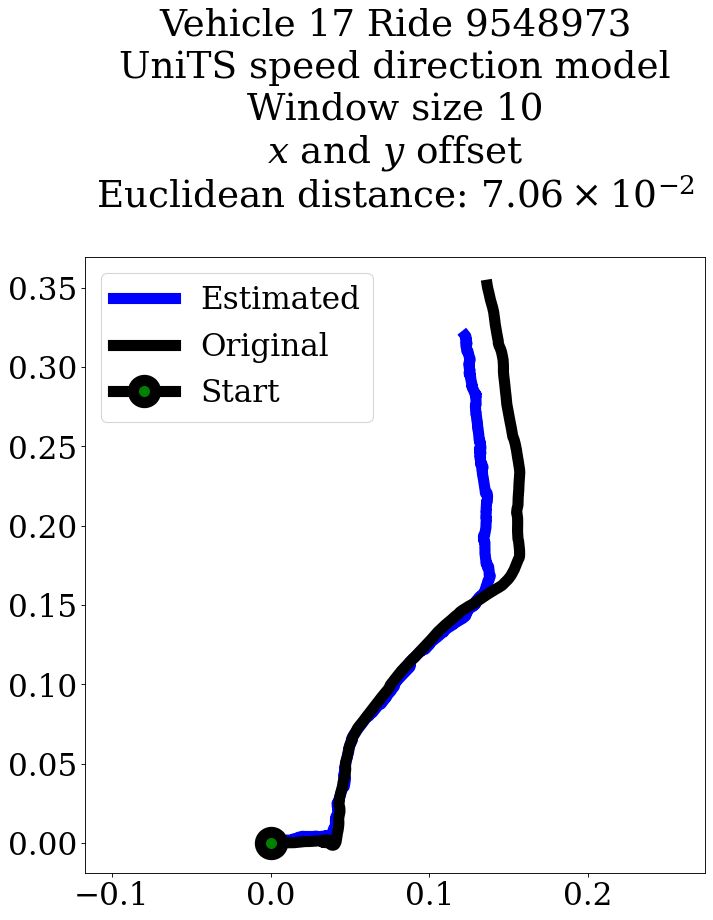 Vehicle 17 Ride 9548973
UniTS speed direction model
Window size 10
x and y offset
Euclidean distance: 7.06 × 10⁻²
Estimated
Original
Start
0.35
0.30
0.25
0.20
0.15
0.10
0.05
0.00
−0.1 0.0 0.1 0.2